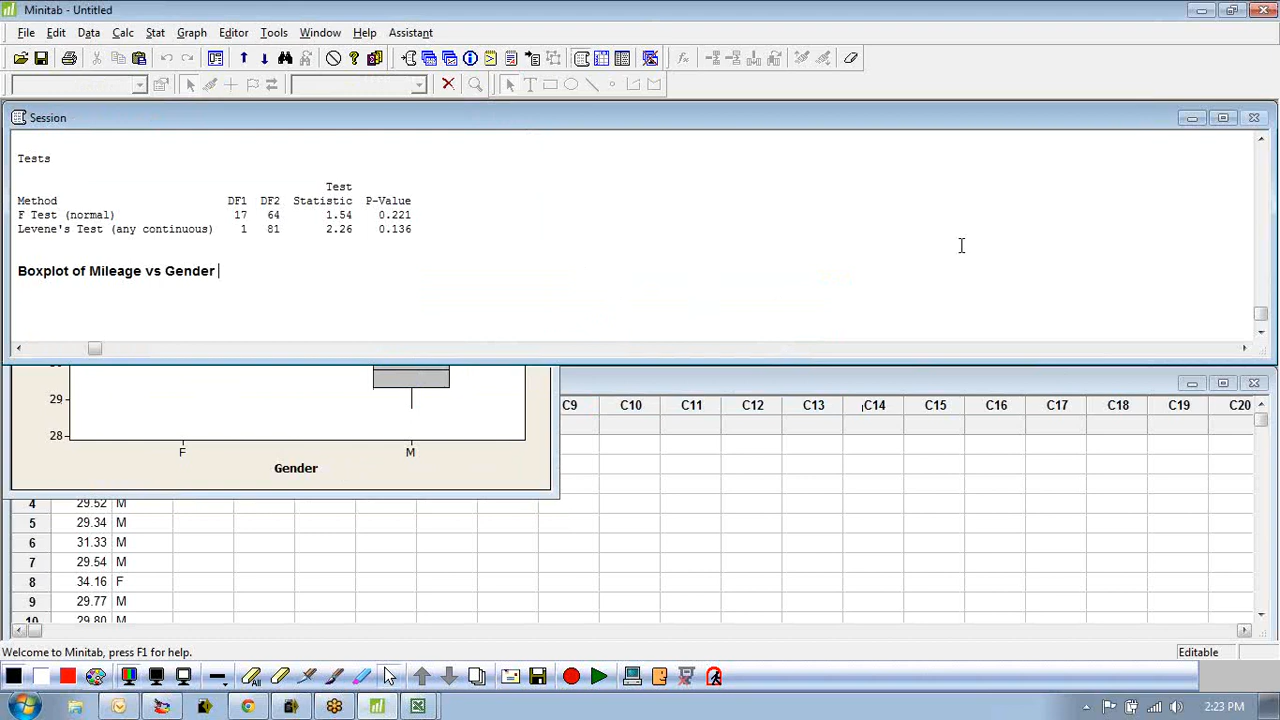 Minitab - Untitled
File Edit Data Calc Stat Graph Editor Tools Window Help Assistant
Session
Tests
Test
Method DF1 DF2 Statistic P-Value
F Test (normal) 17 64 1.54 0.221
Levene's Test (any continuous) 1 81 2.26 0.136
Boxplot of Mileage vs Gender
29
28
F M
Gender
C9 C10 C11 C12 C13 C14 C15 C16 C17 C18 C19 C20
4 29.52 M
5 29.34 M
6 31.33 M
7 29.54 M
8 34.16 F
9 29.77 M
10 29.80 M
Welcome to Minitab, press F1 for help.
Editable
2:23 PM